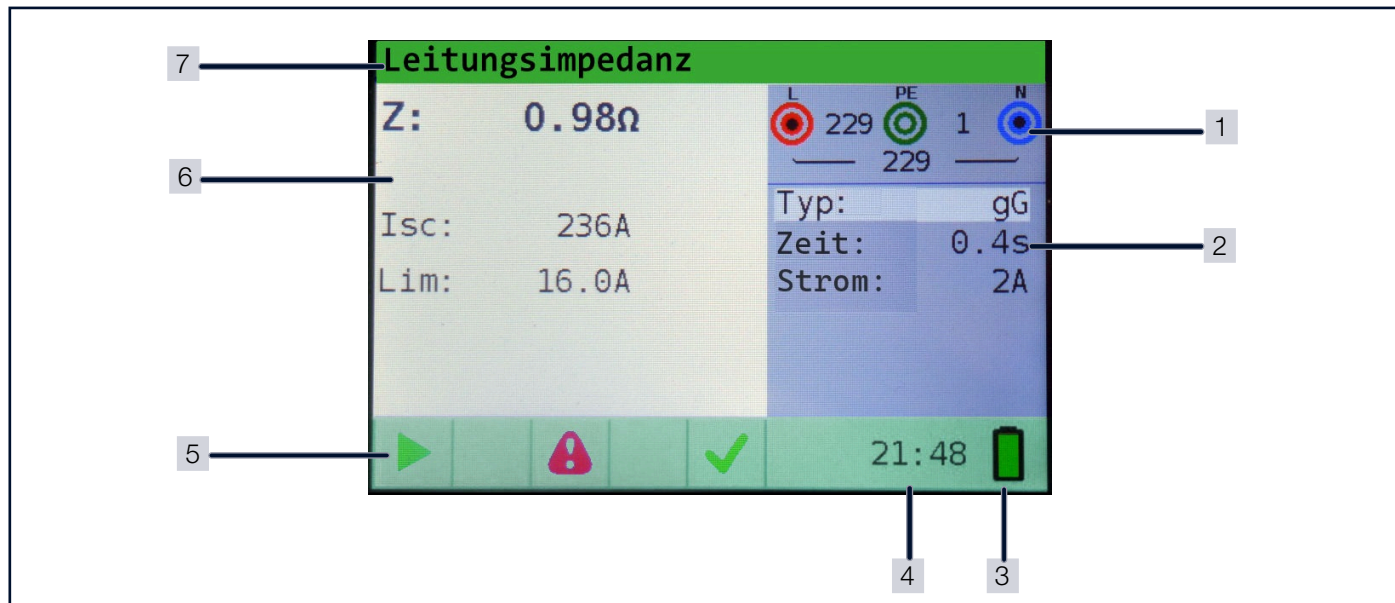 7
Leitungsimpedanz
Z: 0.98Ω
6
Isc: 236A
Lim: 16.0A
L PE N
229 1
229
1
Typ: gG
Zeit: 0.4s
2
Strom: 2A
5
21:48
4
3